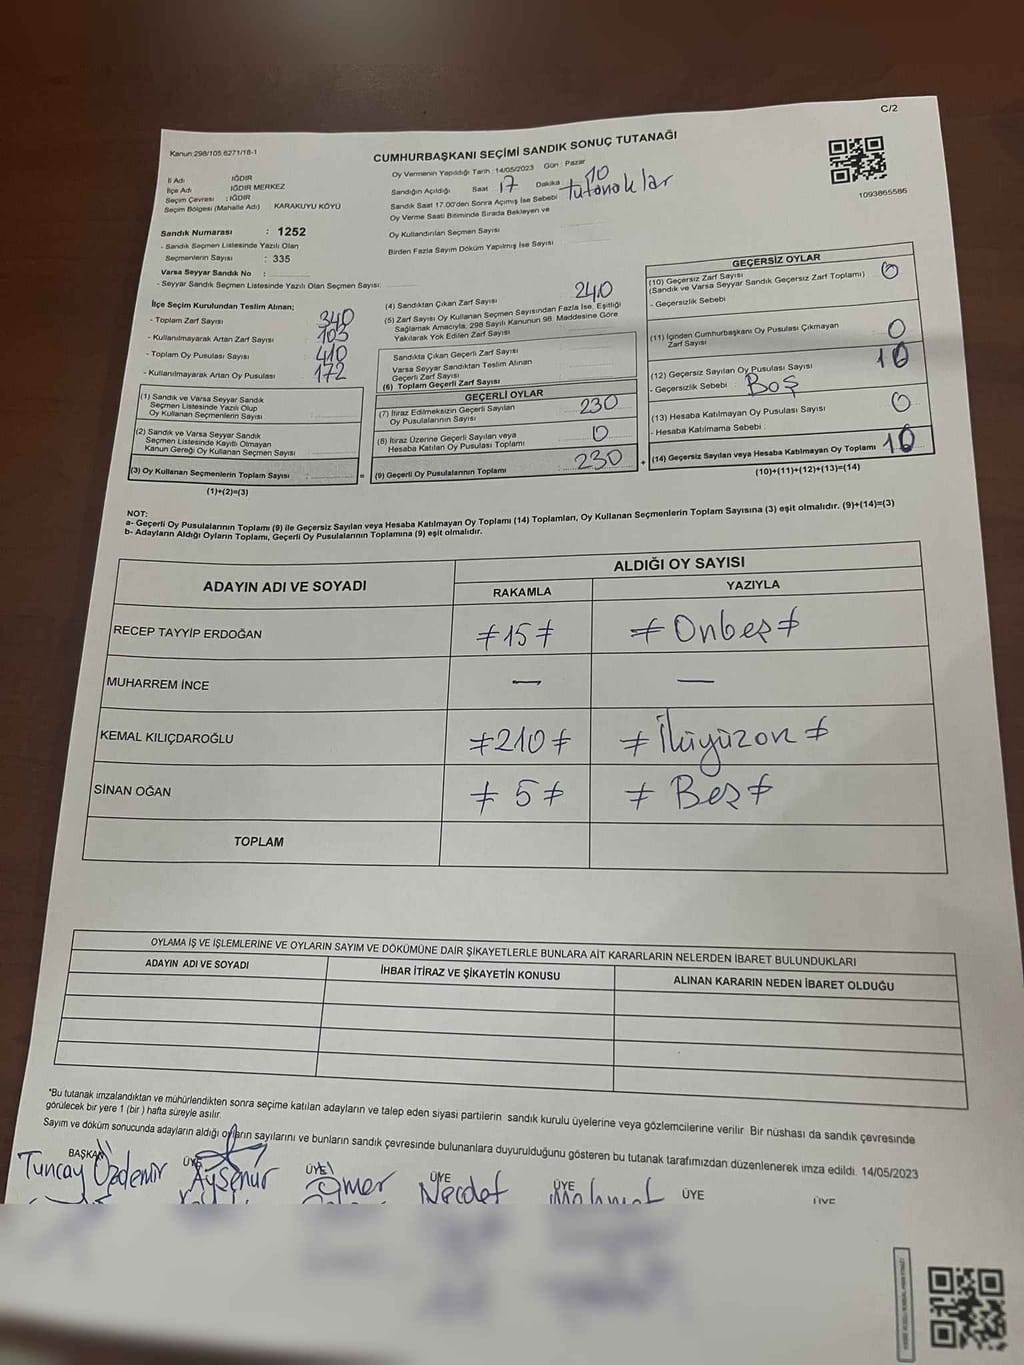 C/2
Kanun:298/105 6271/18-1
CUMHURBAŞKANI SEÇİMİ SANDIK SONUÇ TUTANAĞI
1093865586
İl Adı : IĞDIR
İlçe Adı : IĞDIR MERKEZ
Seçim Çevresi : IĞDIR
Seçim Bölgesi (Mahalle Adı) KARAKUYU KÖYÜ
Oy Vermenin Yapıldığı Tarih : 14/05/2023 Gün : Pazar
Sandığın Açıldığı Saat 17 Dakika 10
Sandık Saat 17.00'den Sonra Açımış İse Sebebi tutanaklar
Oy Verme Saati Bitiminde Sırada Bekleyen ve
Oy Kullandırılan Seçmen Sayısı
Birden Fazla Sayım Döküm Yapılmış İse Sayısı
Sandık Numarası : 1252
- Sandık Seçmen Listesinde Yazılı Olan
Seçmenlerin Sayısı : 335
Varsa Seyyar Sandık No :
- Seyyar Sandık Seçmen Listesinde Yazılı Olan Seçmen Sayısı:
İlçe Seçim Kurulundan Teslim Alınan;
- Toplam Zarf Sayısı 340
- Kullanılmayarak Artan Zarf Sayısı 103
- Toplam Oy Pusulası Sayısı 410
- Kullanılmayarak Artan Oy Pusulası 172
(1) Sandık ve Varsa Seyyar Sandık
Seçmen Listesinde Yazılı Olup
Oy Kullanan Seçmenlerin Sayısı
(2) Sandık ve Varsa Seyyar Sandık
Seçmen Listesinde Kayıtlı Olmayan
Kanun Gereği Oy Kullanan Seçmen Sayısı :
(3) Oy Kullanan Seçmenlerin Toplam Sayısı :
(1)+(2)=(3)
(4) Sandıktan Çıkan Zarf Sayısı 240
(5) Zarf Sayısı Oy Kullanan Seçmen Sayısından Fazla İse, Eşitliği
Sağlamak Amacıyla, 298 Sayılı Kanunun 98. Maddesine Göre
Yakılarak Yok Edilen Zarf Sayısı
Sandıkta Çıkan Geçerli Zarf Sayısı
Varsa Seyyar Sandıktan Teslim Alınan
Geçerli Zarf Sayısı
(6) Toplam Geçerli Zarf Sayısı
GEÇERLİ OYLAR
(7) İtiraz Edilmeksizin Geçerli Sayılan
Oy Pusulalarının Sayısı 230
(8) İtiraz Üzerine Geçerli Sayılan veya
Hesaba Katılan Oy Pusulası Toplamı 0
= (9) Geçerli Oy Pusulalarının Toplamı 230 +
GEÇERSİZ OYLAR
(10) Geçersiz Zarf Sayısı
(Sandık ve Varsa Seyyar Sandık Geçersiz Zarf Toplamı) 0
- Geçersizlik Sebebi
(11) İçinden Cumhurbaşkanı Oy Pusulası Çıkmayan
Zarf Sayısı 0
(12) Geçersiz Sayılan Oy Pusulası Sayısı 10
- Geçersizlik Sebebi : Boş
(13) Hesaba Katılmayan Oy Pusulası Sayısı 0
- Hesaba Katılmama Sebebi :
(14) Geçersiz Sayılan veya Hesaba Katılmayan Oy Toplamı 10
(10)+(11)+(12)+(13)=(14)
NOT:
a- Geçerli Oy Pusulalarının Toplamı (9) ile Geçersiz Sayılan veya Hesaba Katılmayan Oy Toplamı (14) Toplamları, Oy Kullanan Seçmenlerin Toplam Sayısına (3) eşit olmalıdır. (9)+(14)=(3)
b- Adayların Aldığı Oyların Toplamı, Geçerli Oy Pusulalarının Toplamına (9) eşit olmalıdır.
ADAYIN ADI VE SOYADI
ALDIĞI OY SAYISI
RAKAMLA YAZIYLA
RECEP TAYYİP ERDOĞAN ≠15≠ ≠ Onbeş≠
MUHARREM İNCE — —
KEMAL KILIÇDAROĞLU ≠210≠ ≠ İkiyüzon ≠
SİNAN OĞAN ≠ 5≠ ≠ Beş≠
TOPLAM
OYLAMA İŞ VE İŞLEMLERİNE VE OYLARIN SAYIM VE DÖKÜMÜNE DAİR ŞİKAYETLERLE BUNLARA AİT KARARLARIN NELERDEN İBARET BULUNDUKLARI
ADAYIN ADI VE SOYADI İHBAR İTİRAZ VE ŞİKAYETİN KONUSU ALINAN KARARIN NEDEN İBARET OLDUĞU
*Bu tutanak imzalandıktan ve mühürlendikten sonra seçime katılan adayların ve talep eden siyasi partilerin sandık kurulu üyelerine veya gözlemcilerine verilir. Bir nüshası da sandık çevresinde
görülecek bir yere 1 (bir) hafta süreyle asılır.
Sayım ve döküm sonucunda adayların aldığı oyların sayılarını ve bunların sandık çevresinde bulunanlara duyurulduğunu gösteren bu tutanak tarafımızdan düzenlenerek imza edildi. 14/05/2023
BAŞKAN ÜYE ÜYE ÜYE ÜYE ÜYE ÜYE
Tuncay Özdemir Ayşenur Ömer Necdet Mehmet